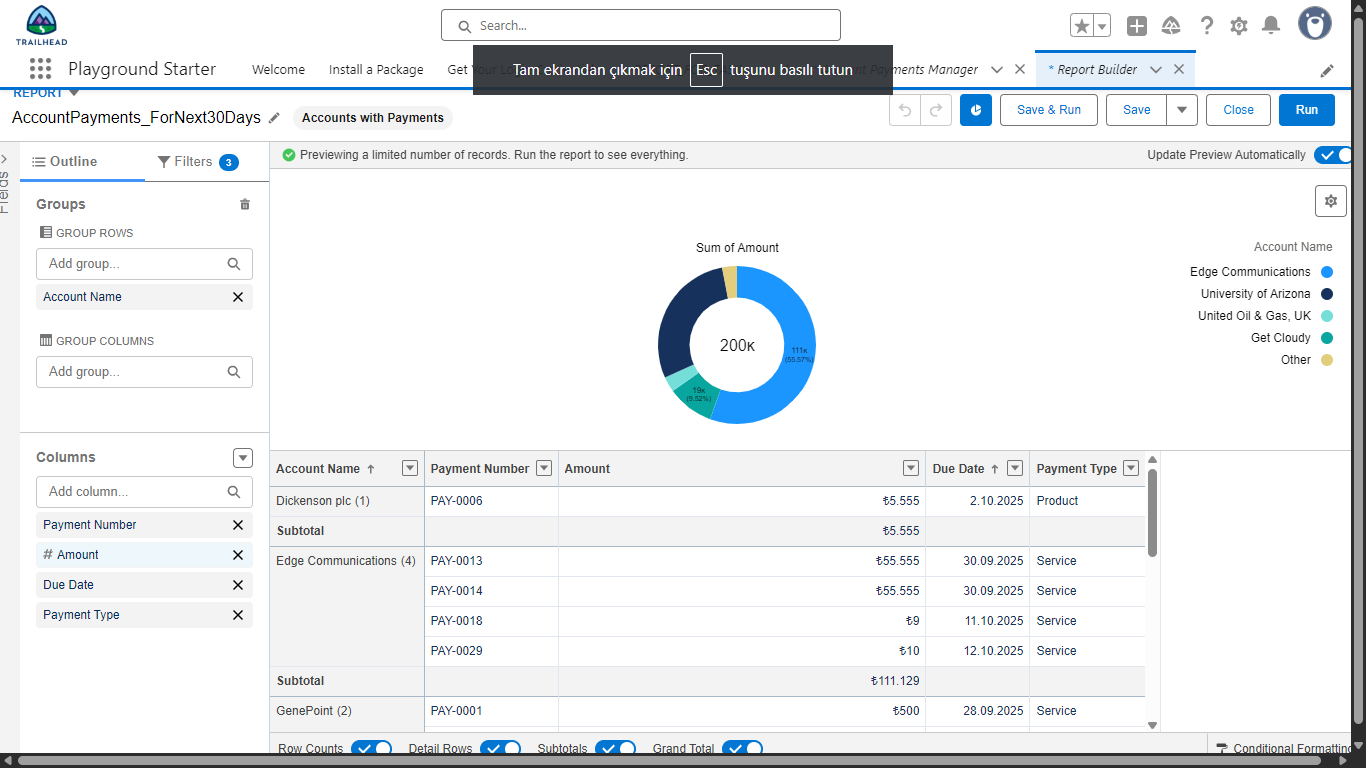 TRAILHEAD
Search...
Playground Starter
Welcome
Install a Package
Get
Tam ekrandan çıkmak için Esc tuşunu basılı tutun
Payments Manager
* Report Builder
REPORT
AccountPayments_ForNext30Days
Accounts with Payments
Save & Run
Save
Close
Run
Fields
Outline
Filters 3
Previewing a limited number of records. Run the report to see everything.
Update Preview Automatically
Groups
GROUP ROWS
Add group...
Account Name
GROUP COLUMNS
Add group...
Columns
Add column...
Payment Number
# Amount
Due Date
Payment Type
Sum of Amount
200K
111K
(55.57%)
19K
(9.52%)
Account Name
Edge Communications
University of Arizona
United Oil & Gas, UK
Get Cloudy
Other
Account Name ↑ Payment Number Amount Due Date ↑ Payment Type
Dickenson plc (1) PAY-0006 ₺5.555 2.10.2025 Product
Subtotal ₺5.555
Edge Communications (4) PAY-0013 ₺55.555 30.09.2025 Service
PAY-0014 ₺55.555 30.09.2025 Service
PAY-0018 ₺9 11.10.2025 Service
PAY-0029 ₺10 12.10.2025 Service
Subtotal ₺111.129
GenePoint (2) PAY-0001 ₺500 28.09.2025 Service
Row Counts Detail Rows Subtotals Grand Total Conditional Formatting